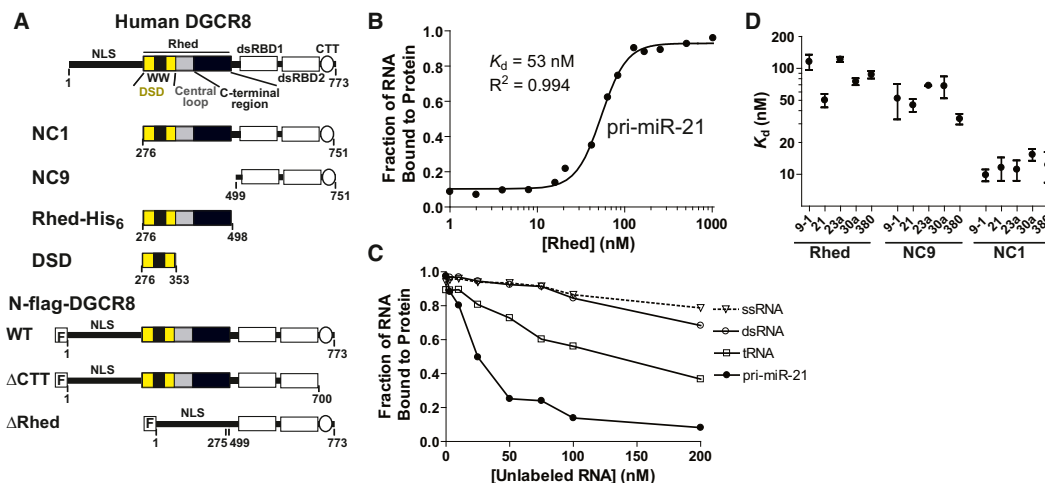 A
Human DGCR8
NLS
Rhed
dsRBD1
CTT
WW
dsRBD2
1
DSD
Central
loop
C-terminal
region
773
NC1
276
751
NC9
499
751
Rhed-His6
276
498
DSD
276
353
N-flag-DGCR8
WT
F
NLS
1
773
ΔCTT
F
NLS
1
700
ΔRhed
F
NLS
1
275
499
773
B
Fraction of RNA
Bound to Protein
1.0
0.8
0.6
0.4
0.2
0.0
Kd = 53 nM
R2 = 0.994
pri-miR-21
1
10
100
1000
[Rhed] (nM)
C
Fraction of RNA
Bound to Protein
1.0
0.8
0.6
0.4
0.2
0.0
ssRNA
dsRNA
tRNA
pri-miR-21
0
50
100
150
200
[Unlabeled RNA] (nM)
D
Kd (nM)
100
50
10
9-1
21
23a
30a
380
9-1
21
23a
30a
380
9-1
21
23a
30a
Rhed
NC9
NC1